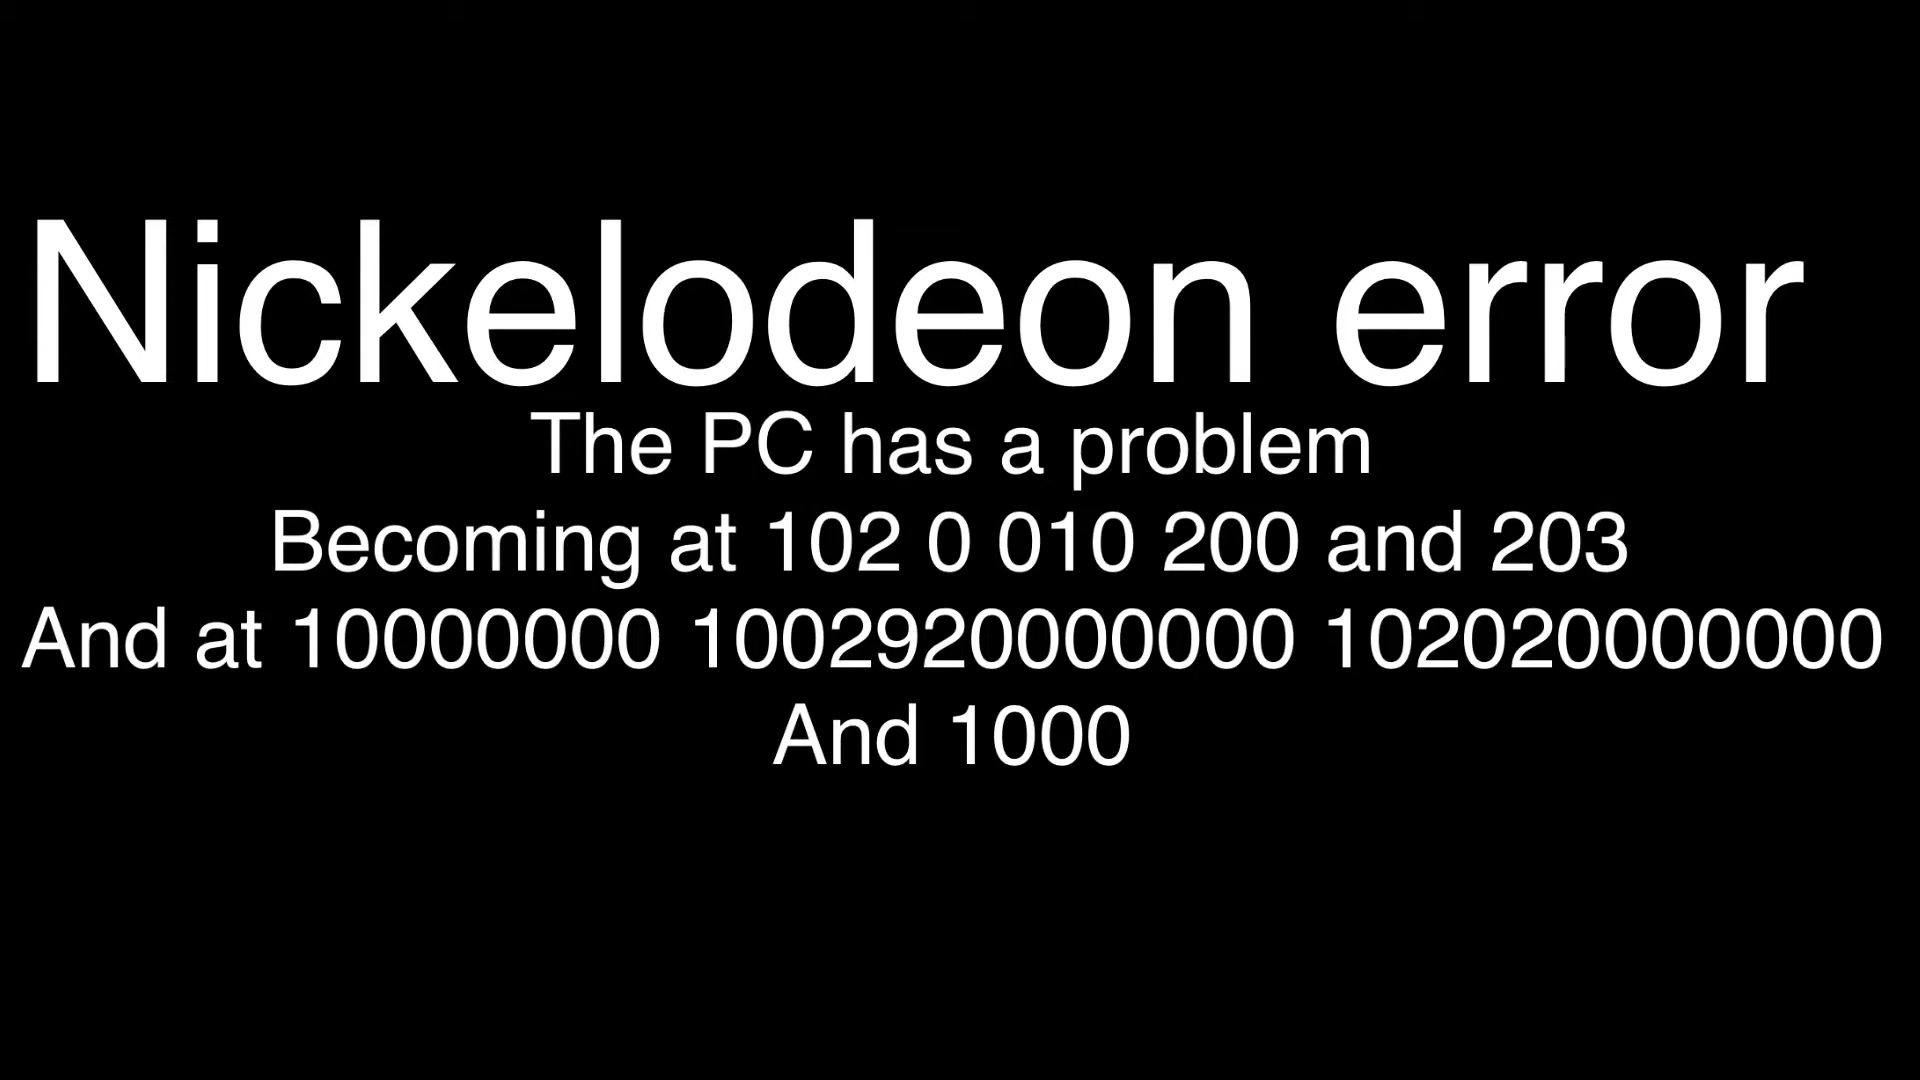 Nickelodeon error
The PC has a problem
Becoming at 102 0 010 200 and 203
And at 10000000 1002920000000 102020000000
And 1000